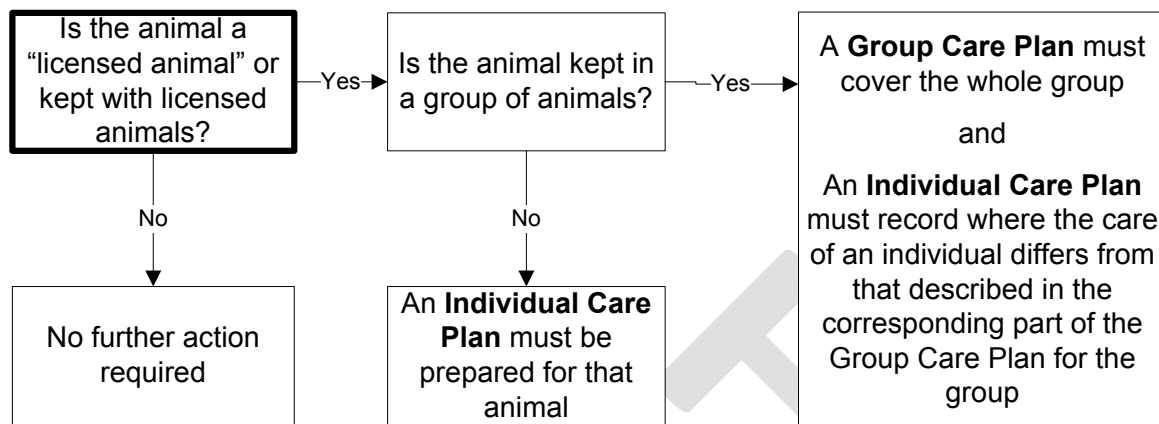 Is the animal a
“licensed animal” or
kept with licensed
animals?
Yes
Is the animal kept in
a group of animals?
Yes
A Group Care Plan must
cover the whole group
and
An Individual Care Plan
must record where the care
of an individual differs from
that described in the
corresponding part of the
Group Care Plan for the
group
No
No
No further action
required
An Individual Care
Plan must be
prepared for that
animal